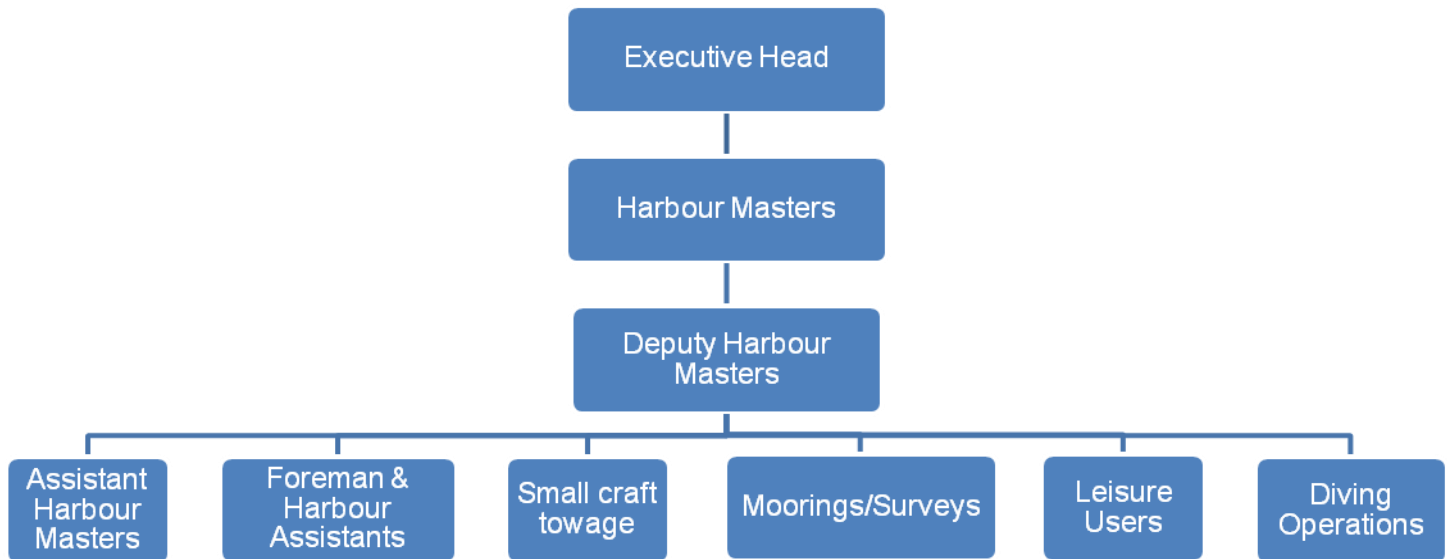 Executive Head
Harbour Masters
Deputy Harbour
Masters
Assistant
Harbour
Masters
Foreman &
Harbour
Assistants
Small craft
towage
Moorings/Surveys
Leisure
Users
Diving
Operations